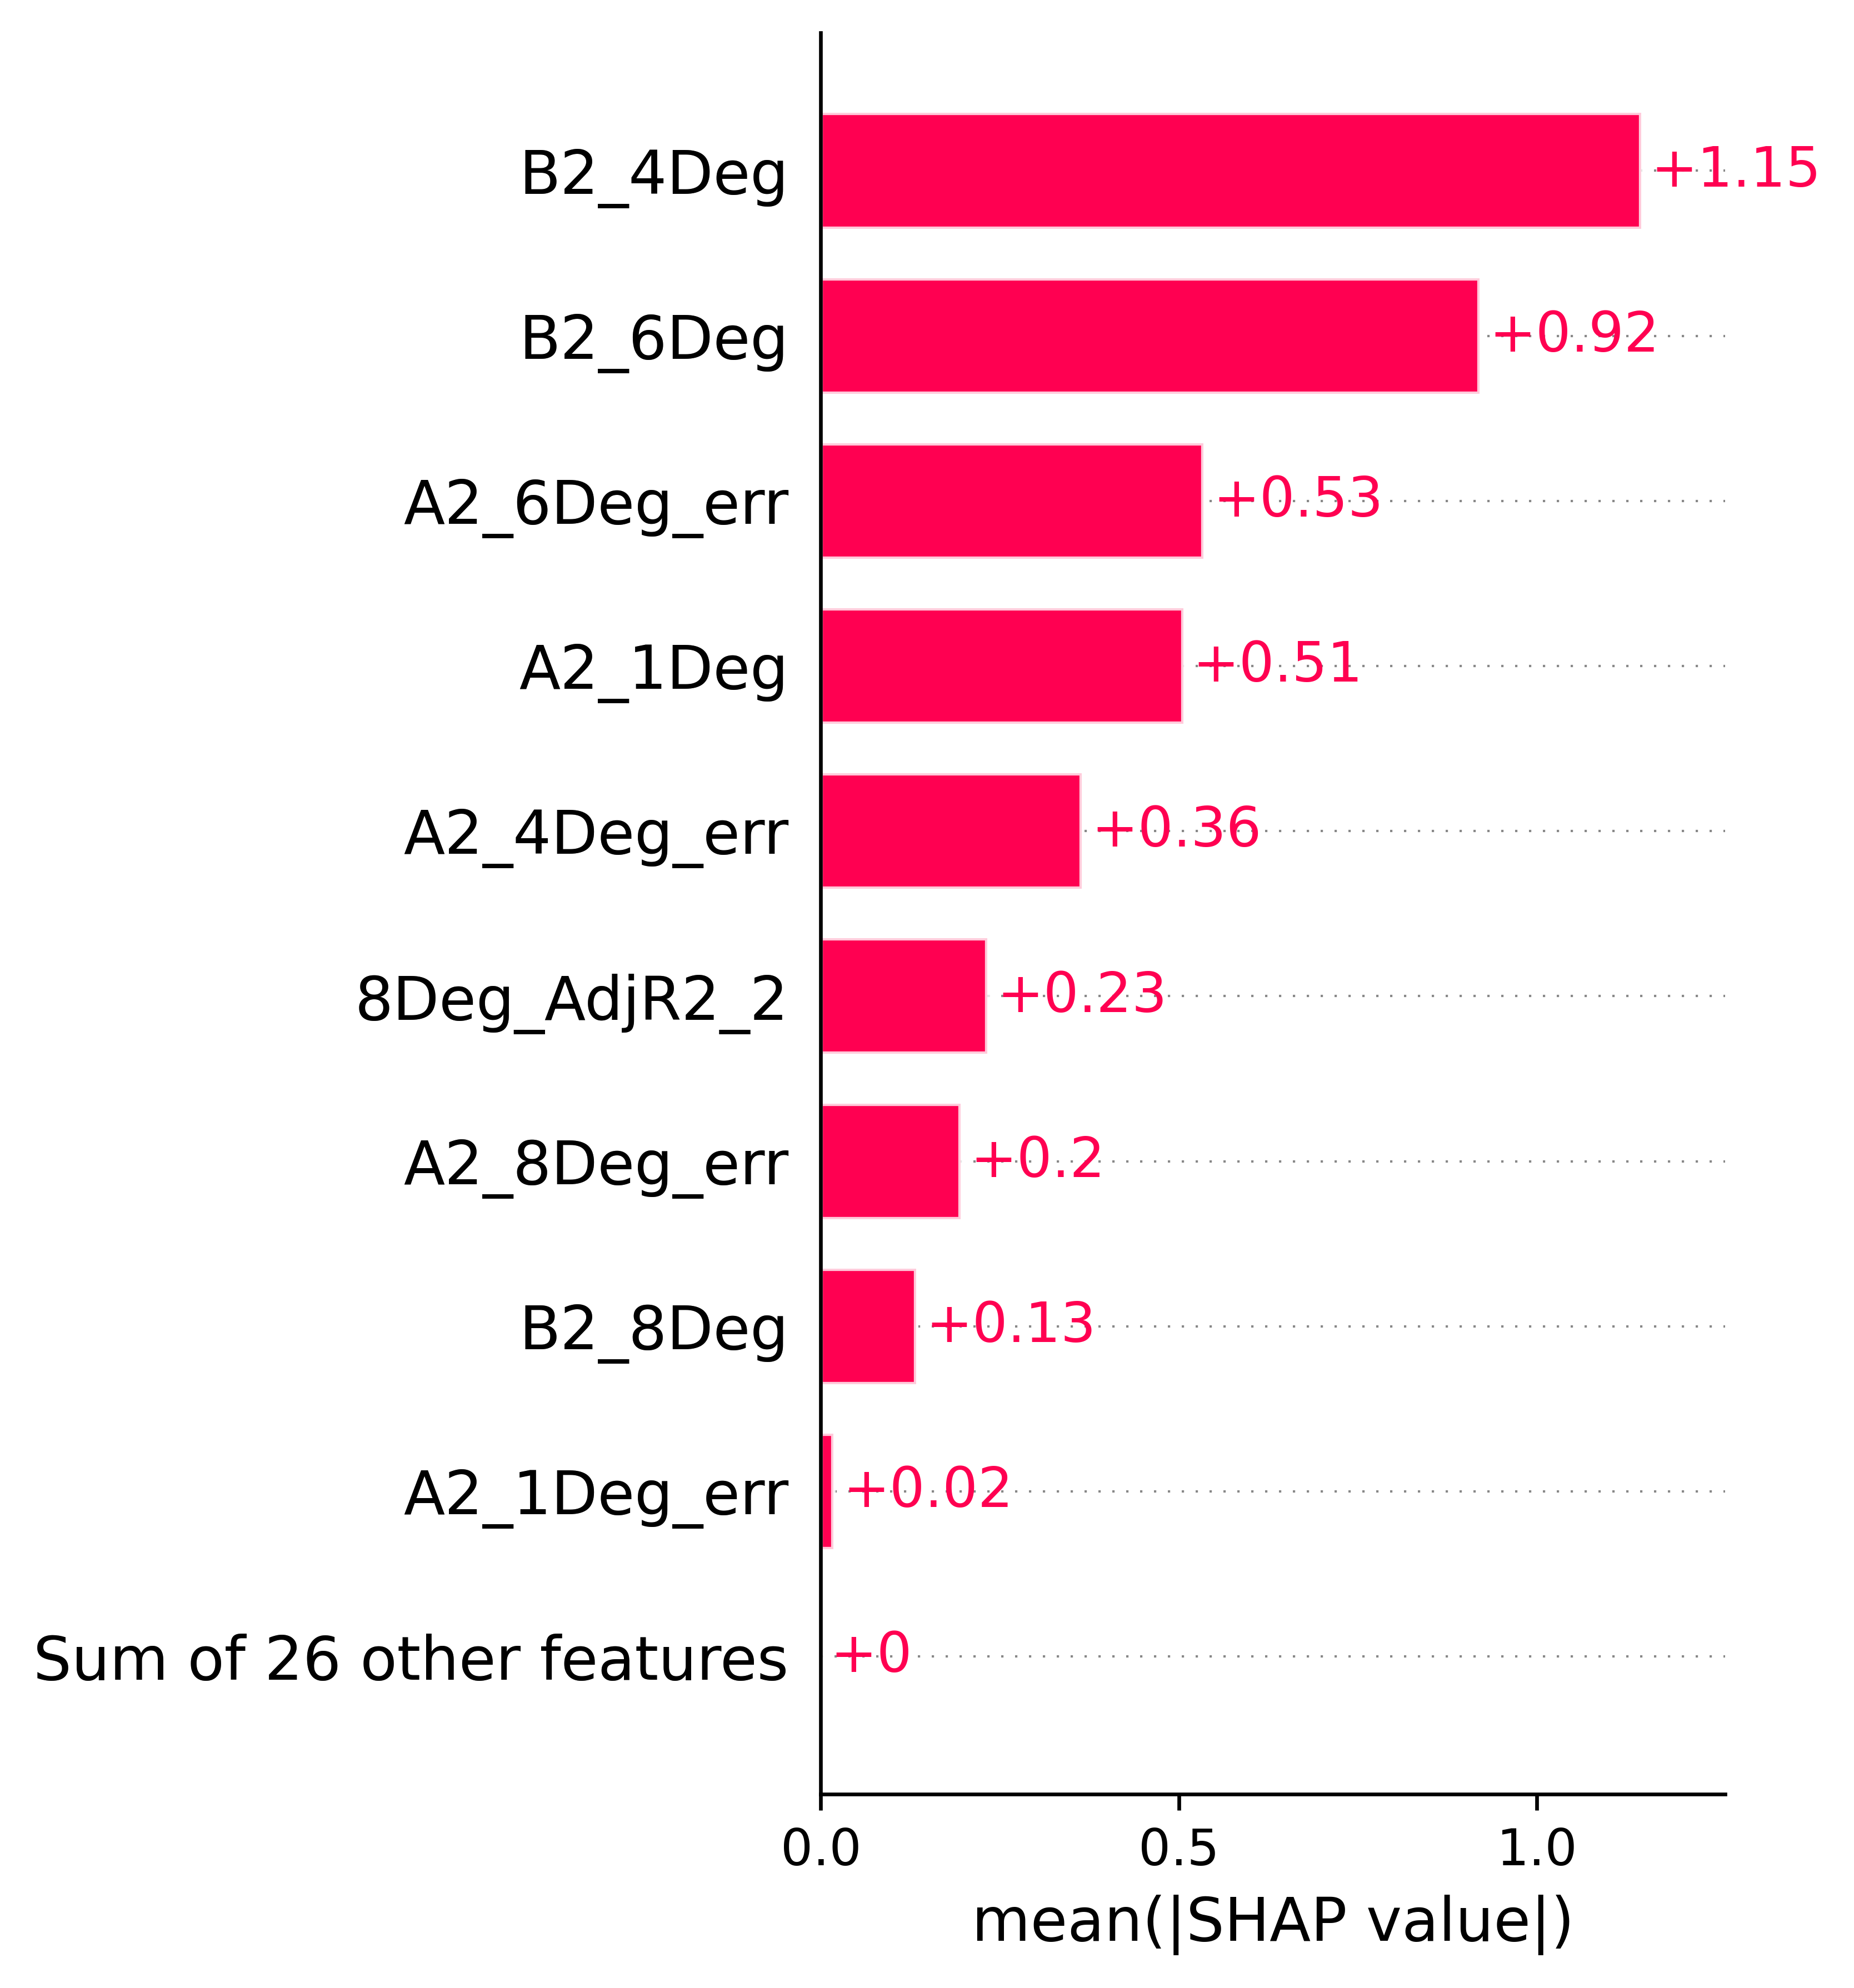 B2_4Deg +1.15
B2_6Deg +0.92
A2_6Deg_err +0.53
A2_1Deg +0.51
A2_4Deg_err +0.36
8Deg_AdjR2_2 +0.23
A2_8Deg_err +0.2
B2_8Deg +0.13
A2_1Deg_err +0.02
Sum of 26 other features +0
0.0 0.5 1.0
mean(|SHAP value|)